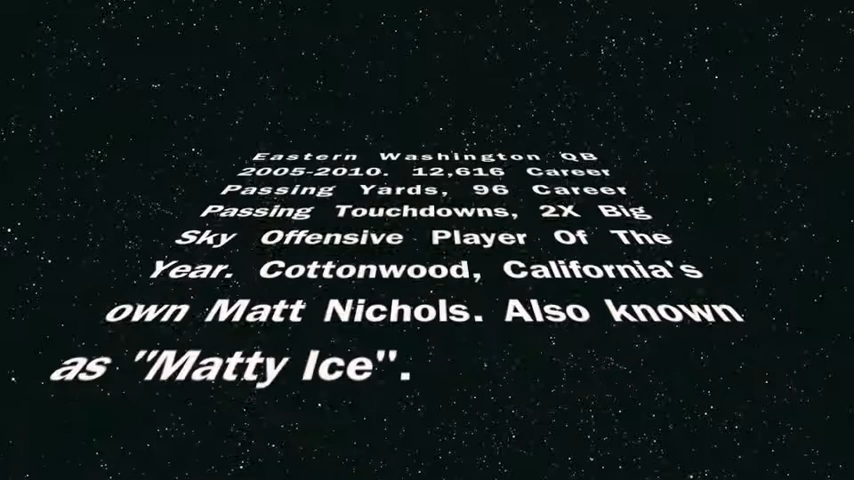 Eastern Washington QB
2005-2010. 12,616 Career
Passing Yards, 96 Career
Passing Touchdowns, 2X Big
Sky Offensive Player Of The
Year. Cottonwood, California's
own Matt Nichols. Also known
as "Matty Ice".